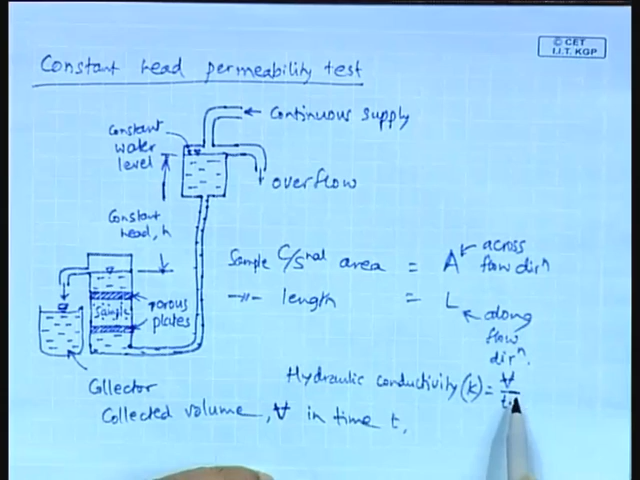 © CET
I.I.T. KGP
Constant head permeability test
Continuous supply
Constant
water
level
overflow
Constant
head, h
Sample C/Snal area = A
across
flow dirn
-"- length = L
along
flow
dirn.
Sample
porous
plates
Collector
Hydraulic conductivity (k) = V
Collected volume, V in time t,